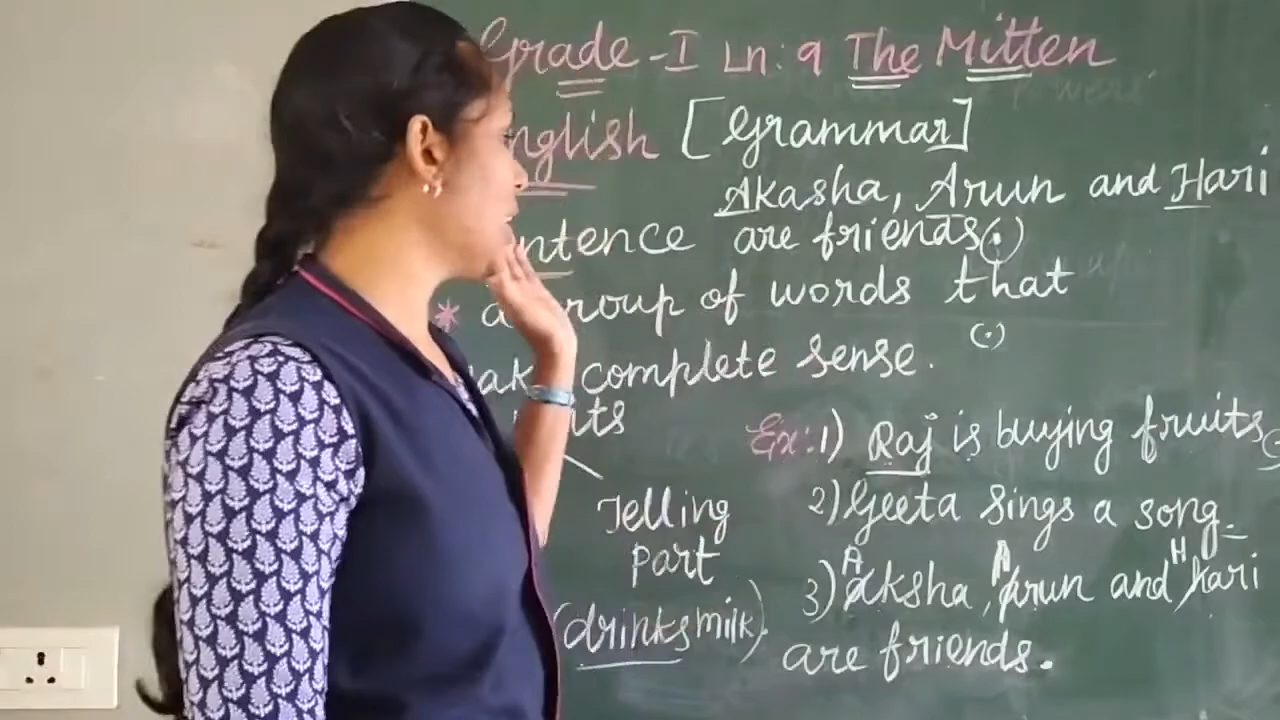 Grade - I Ln: 9 The Mitten
English [Grammar]
Akasha, Arun and Hari
sentence are friends(.)
* a group of words that
(.)
complete sense.
Ex: 1) Raj is buying fruits
Telling
part
2) Geeta sings a song
3) Aksha, Arun and Hari
(drinks milk).
are friends.